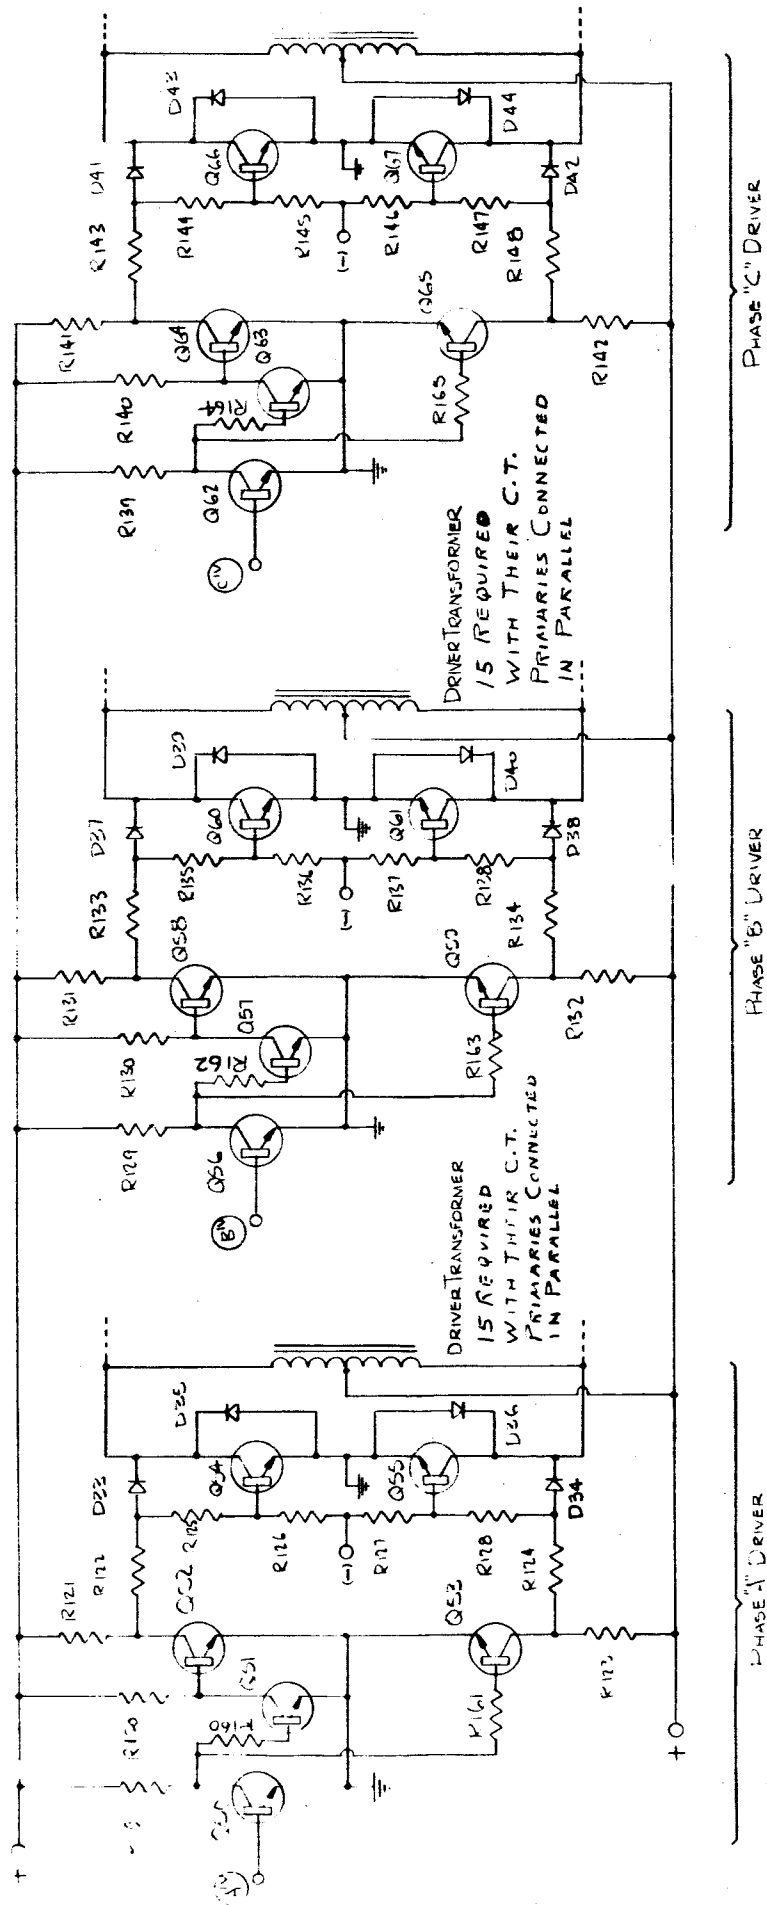 +
R121
R122
D33
D35
Q52
R125
Q54
R126
(-)
R127
Q55
R128
R124
D34
D36
R160
Q53
R161
R123
+
PHASE "A" DRIVER
DRIVER TRANSFORMER
15 REQUIRED
WITH THEIR C.T.
PRIMARIES CONNECTED
IN PARALLEL
B IV
R129
Q56
R130
R162
Q57
R131
Q58
R133
D37
D39
R135
Q60
R136
(-)
R137
Q61
R138
R134
D38
D40
Q59
R163
R132
PHASE "B" DRIVER
DRIVER TRANSFORMER
15 REQUIRED
WITH THEIR C.T.
PRIMARIES CONNECTED
IN PARALLEL
C IV
R139
Q62
R140
R164
Q63
R141
Q64
R143
D41
D43
R144
Q66
R145
(-)
R146
Q67
R147
R148
D42
D44
Q65
R165
R142
PHASE "C" DRIVER